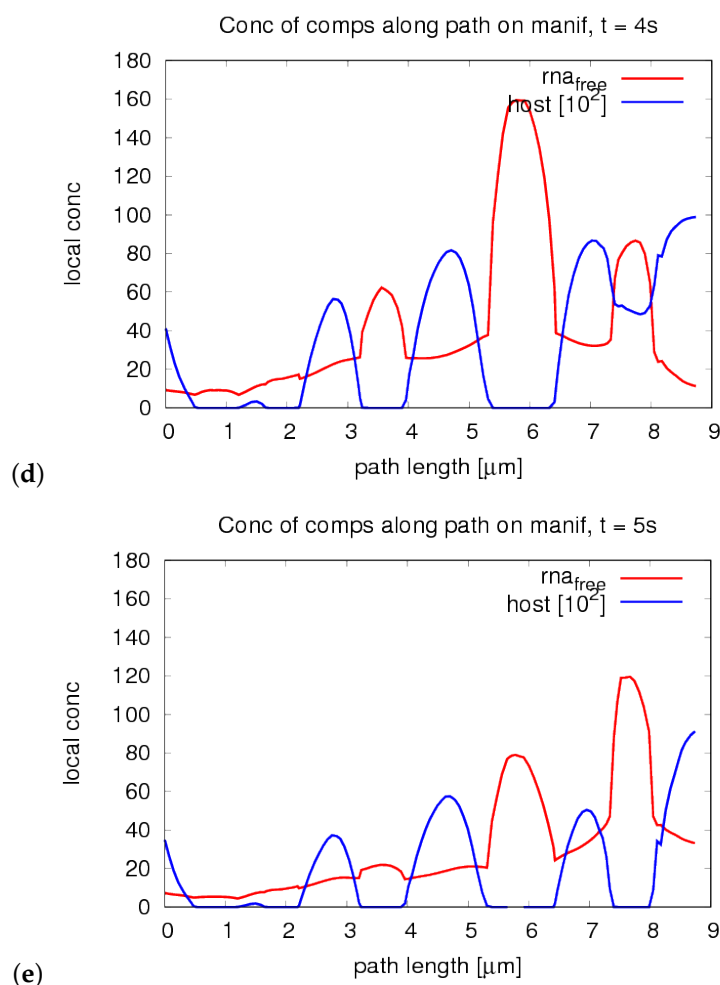 Conc of comps along path on manif, t = 4s
180
160
140
120
100
80
60
40
20
0
local conc
rna_free
host [10^2]
0 1 2 3 4 5 6 7 8 9
path length [μm]
(d)
Conc of comps along path on manif, t = 5s
180
160
140
120
100
80
60
40
20
0
local conc
rna_free
host [10^2]
0 1 2 3 4 5 6 7 8 9
path length [μm]
(e)